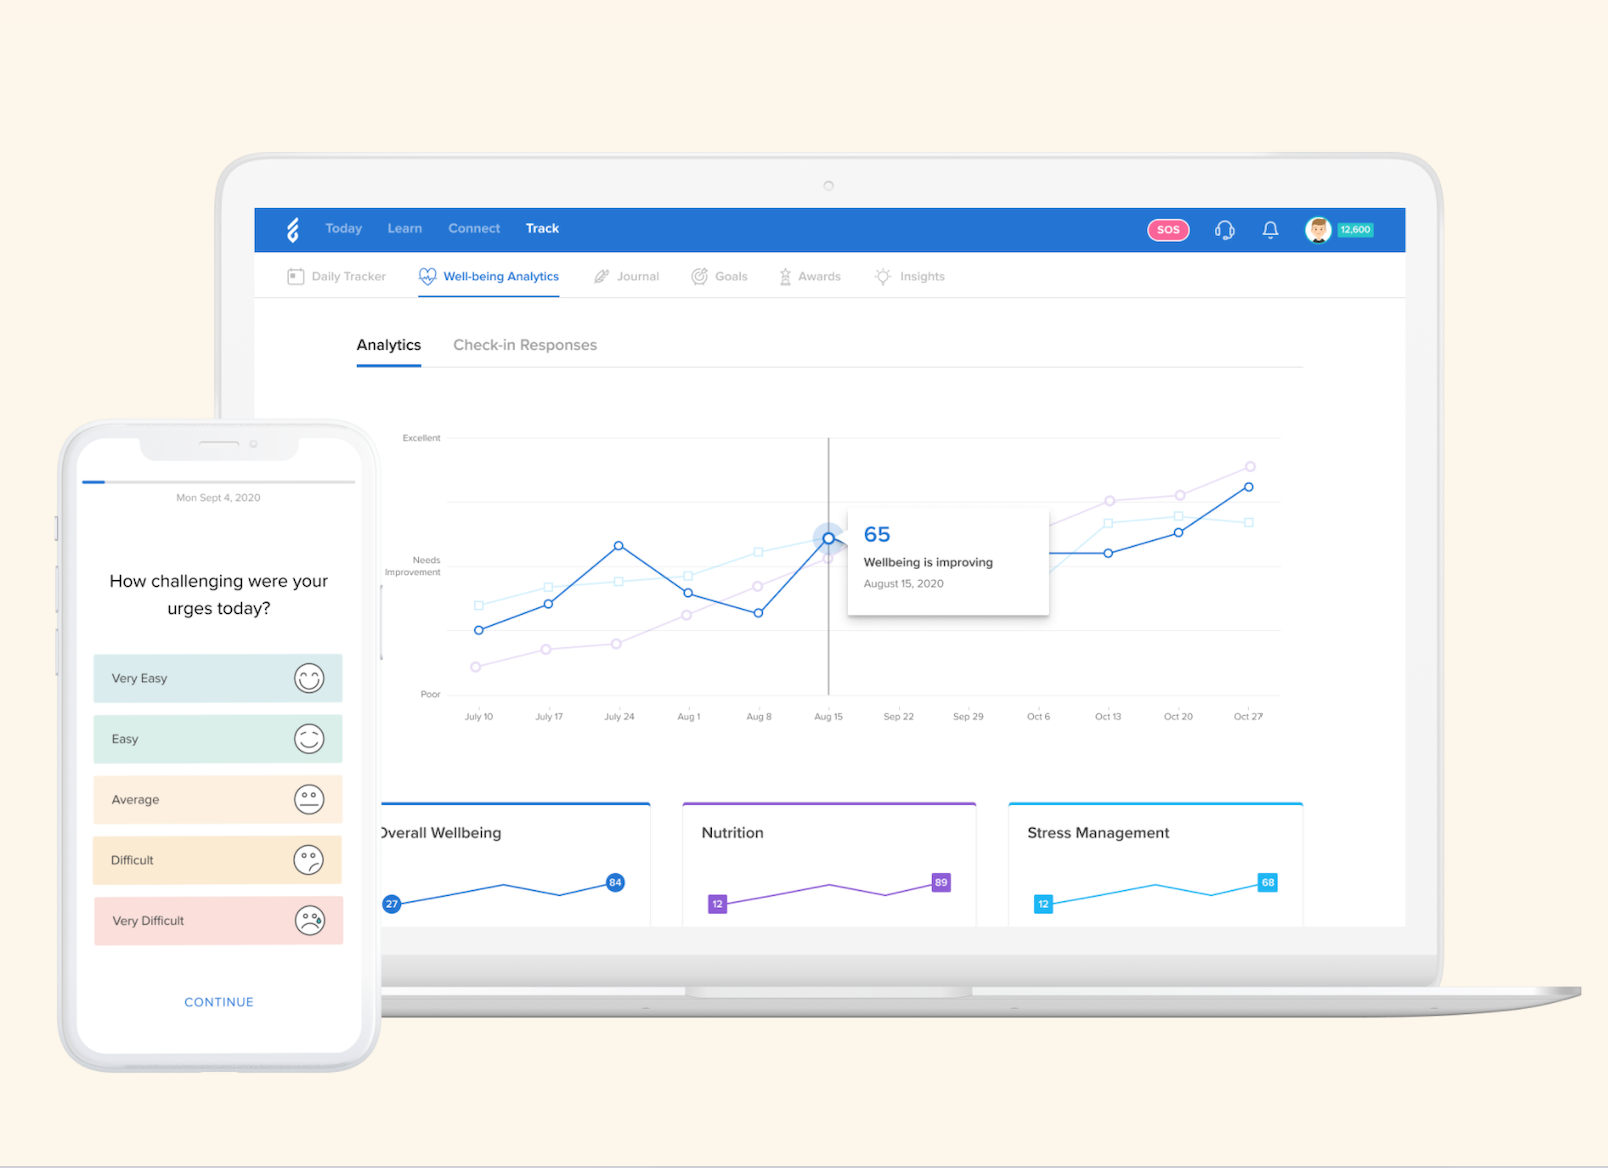 Today Learn Connect Track SOS 12,600
Daily Tracker Well-being Analytics Journal Goals Awards Insights
Analytics Check-in Responses
Excellent
Needs
Improvement
Poor
65
Wellbeing is improving
August 15, 2020
July 10 July 17 July 24 Aug 1 Aug 8 Aug 15 Sep 22 Sep 29 Oct 6 Oct 13 Oct 20 Oct 27
Overall Wellbeing
27 84
Nutrition
12 89
Stress Management
12 68
Mon Sept 4, 2020
How challenging were your
urges today?
Very Easy
Easy
Average
Difficult
Very Difficult
CONTINUE